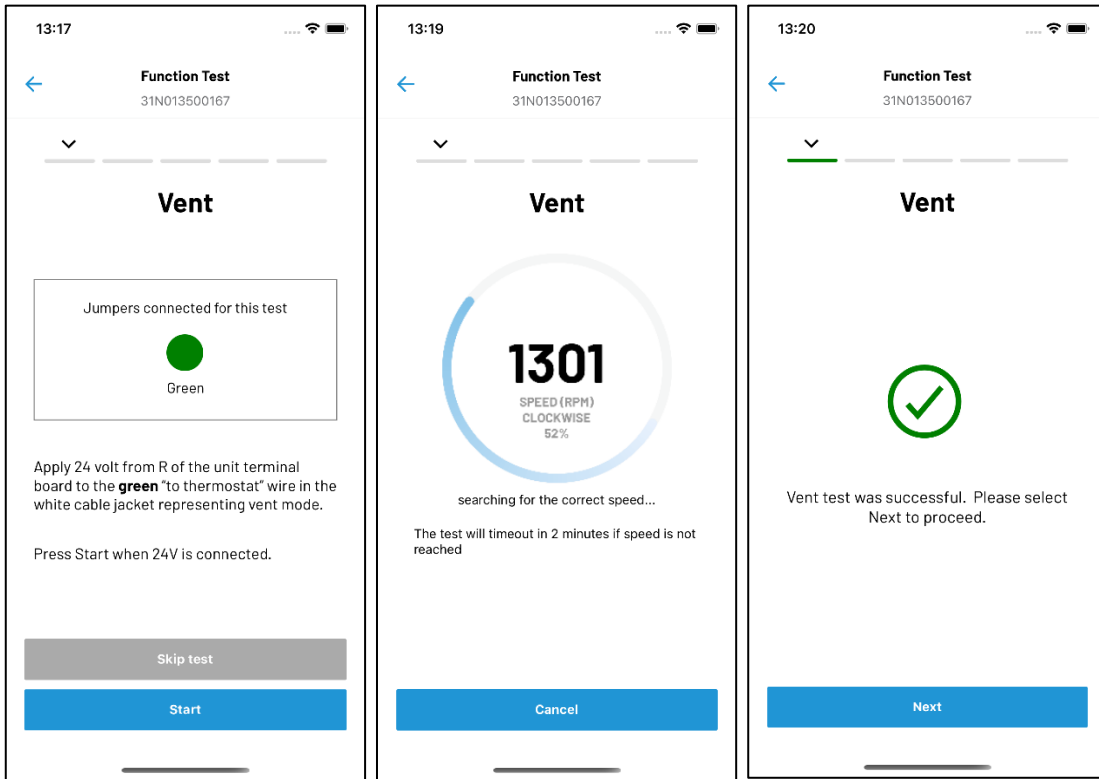 13:17
Function Test
31N013500167
Vent
Jumpers connected for this test
Green
Apply 24 volt from R of the unit terminal
board to the green “to thermostat” wire in the
white cable jacket representing vent mode.
Press Start when 24V is connected.
Skip test
Start
13:19
Function Test
31N013500167
Vent
1301
SPEED (RPM)
CLOCKWISE
52%
searching for the correct speed...
The test will timeout in 2 minutes if speed is not
reached
Cancel
13:20
Function Test
31N013500167
Vent
Vent test was successful. Please select
Next to proceed.
Next